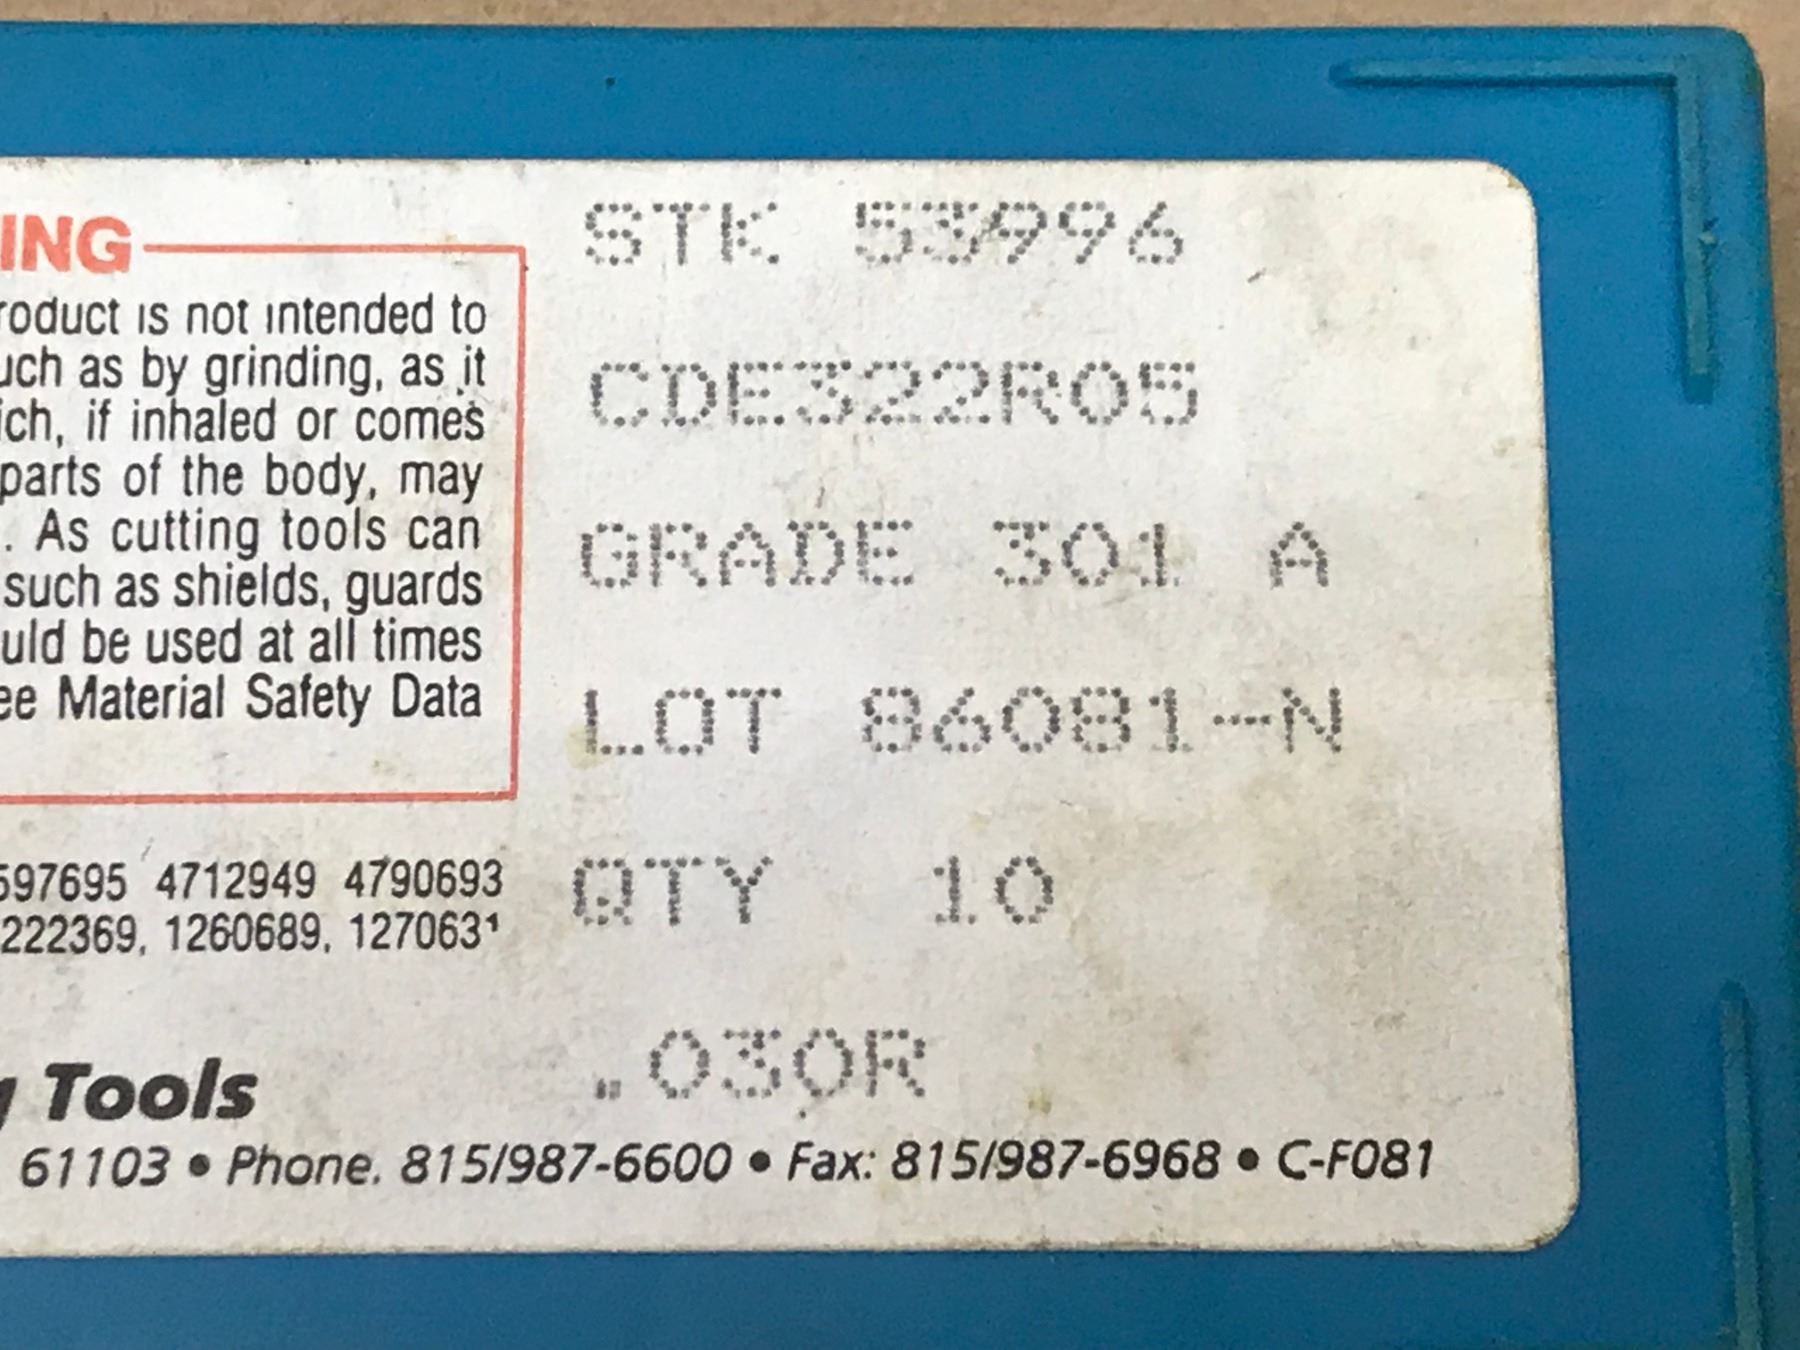 ING
roduct is not intended to
uch as by grinding, as it
ich, if inhaled or comes
parts of the body, may
. As cutting tools can
such as shields, guards
uld be used at all times
ee Material Safety Data
597695 4712949 4790693
222369, 1260689, 1270631
g Tools
61103 • Phone. 815/987-6600 • Fax: 815/987-6968 • C-F081
STK 53996
CDE322R05
GRADE 301 A
LOT 86081-N
QTY 10
.030R